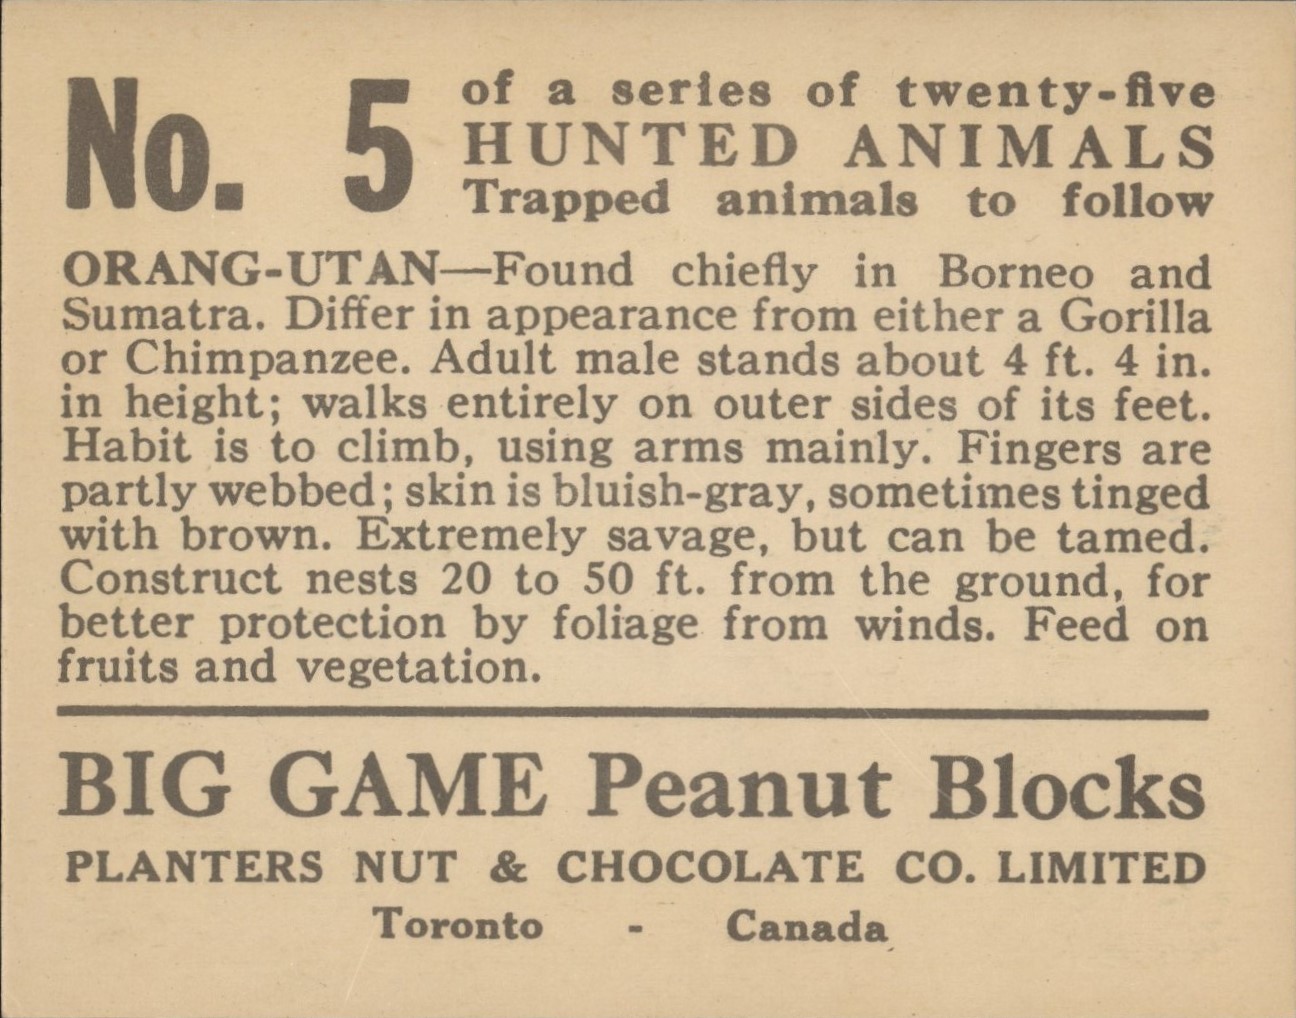 No. 5
of a series of twenty-five
HUNTED ANIMALS
Trapped animals to follow
ORANG-UTAN—Found chiefly in Borneo and
Sumatra. Differ in appearance from either a Gorilla
or Chimpanzee. Adult male stands about 4 ft. 4 in.
in height; walks entirely on outer sides of its feet.
Habit is to climb, using arms mainly. Fingers are
partly webbed; skin is bluish-gray, sometimes tinged
with brown. Extremely savage, but can be tamed.
Construct nests 20 to 50 ft. from the ground, for
better protection by foliage from winds. Feed on
fruits and vegetation.
BIG GAME Peanut Blocks
PLANTERS NUT & CHOCOLATE CO. LIMITED
Toronto - Canada